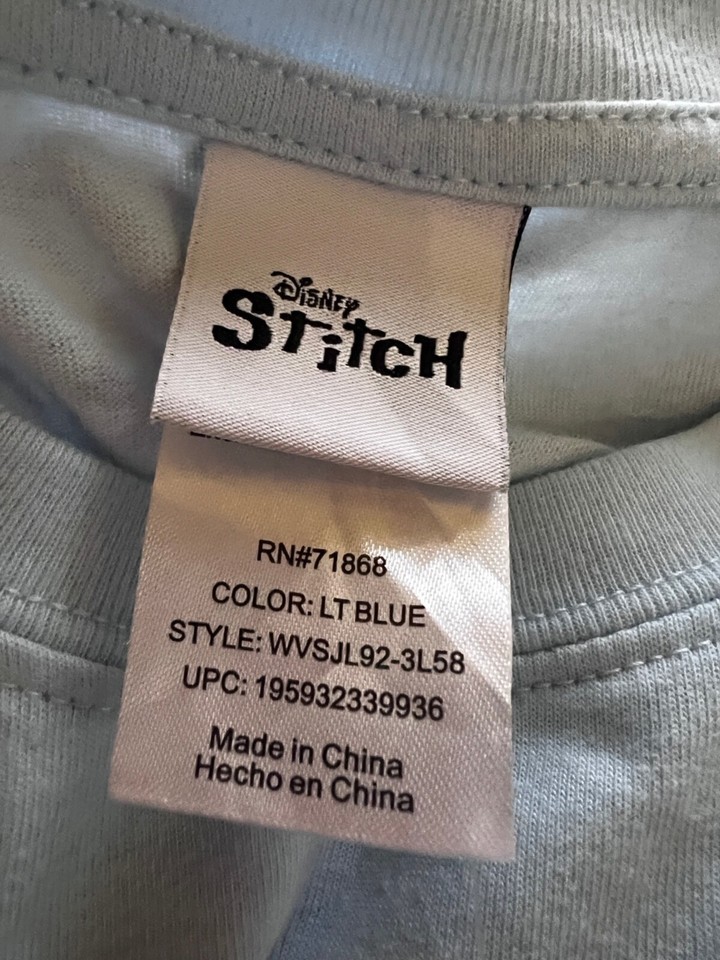 Disney
Stitch
RN#71868
COLOR: LT BLUE
STYLE: WVSJL92-3L58
UPC: 195932339936
Made in China
Hecho en China